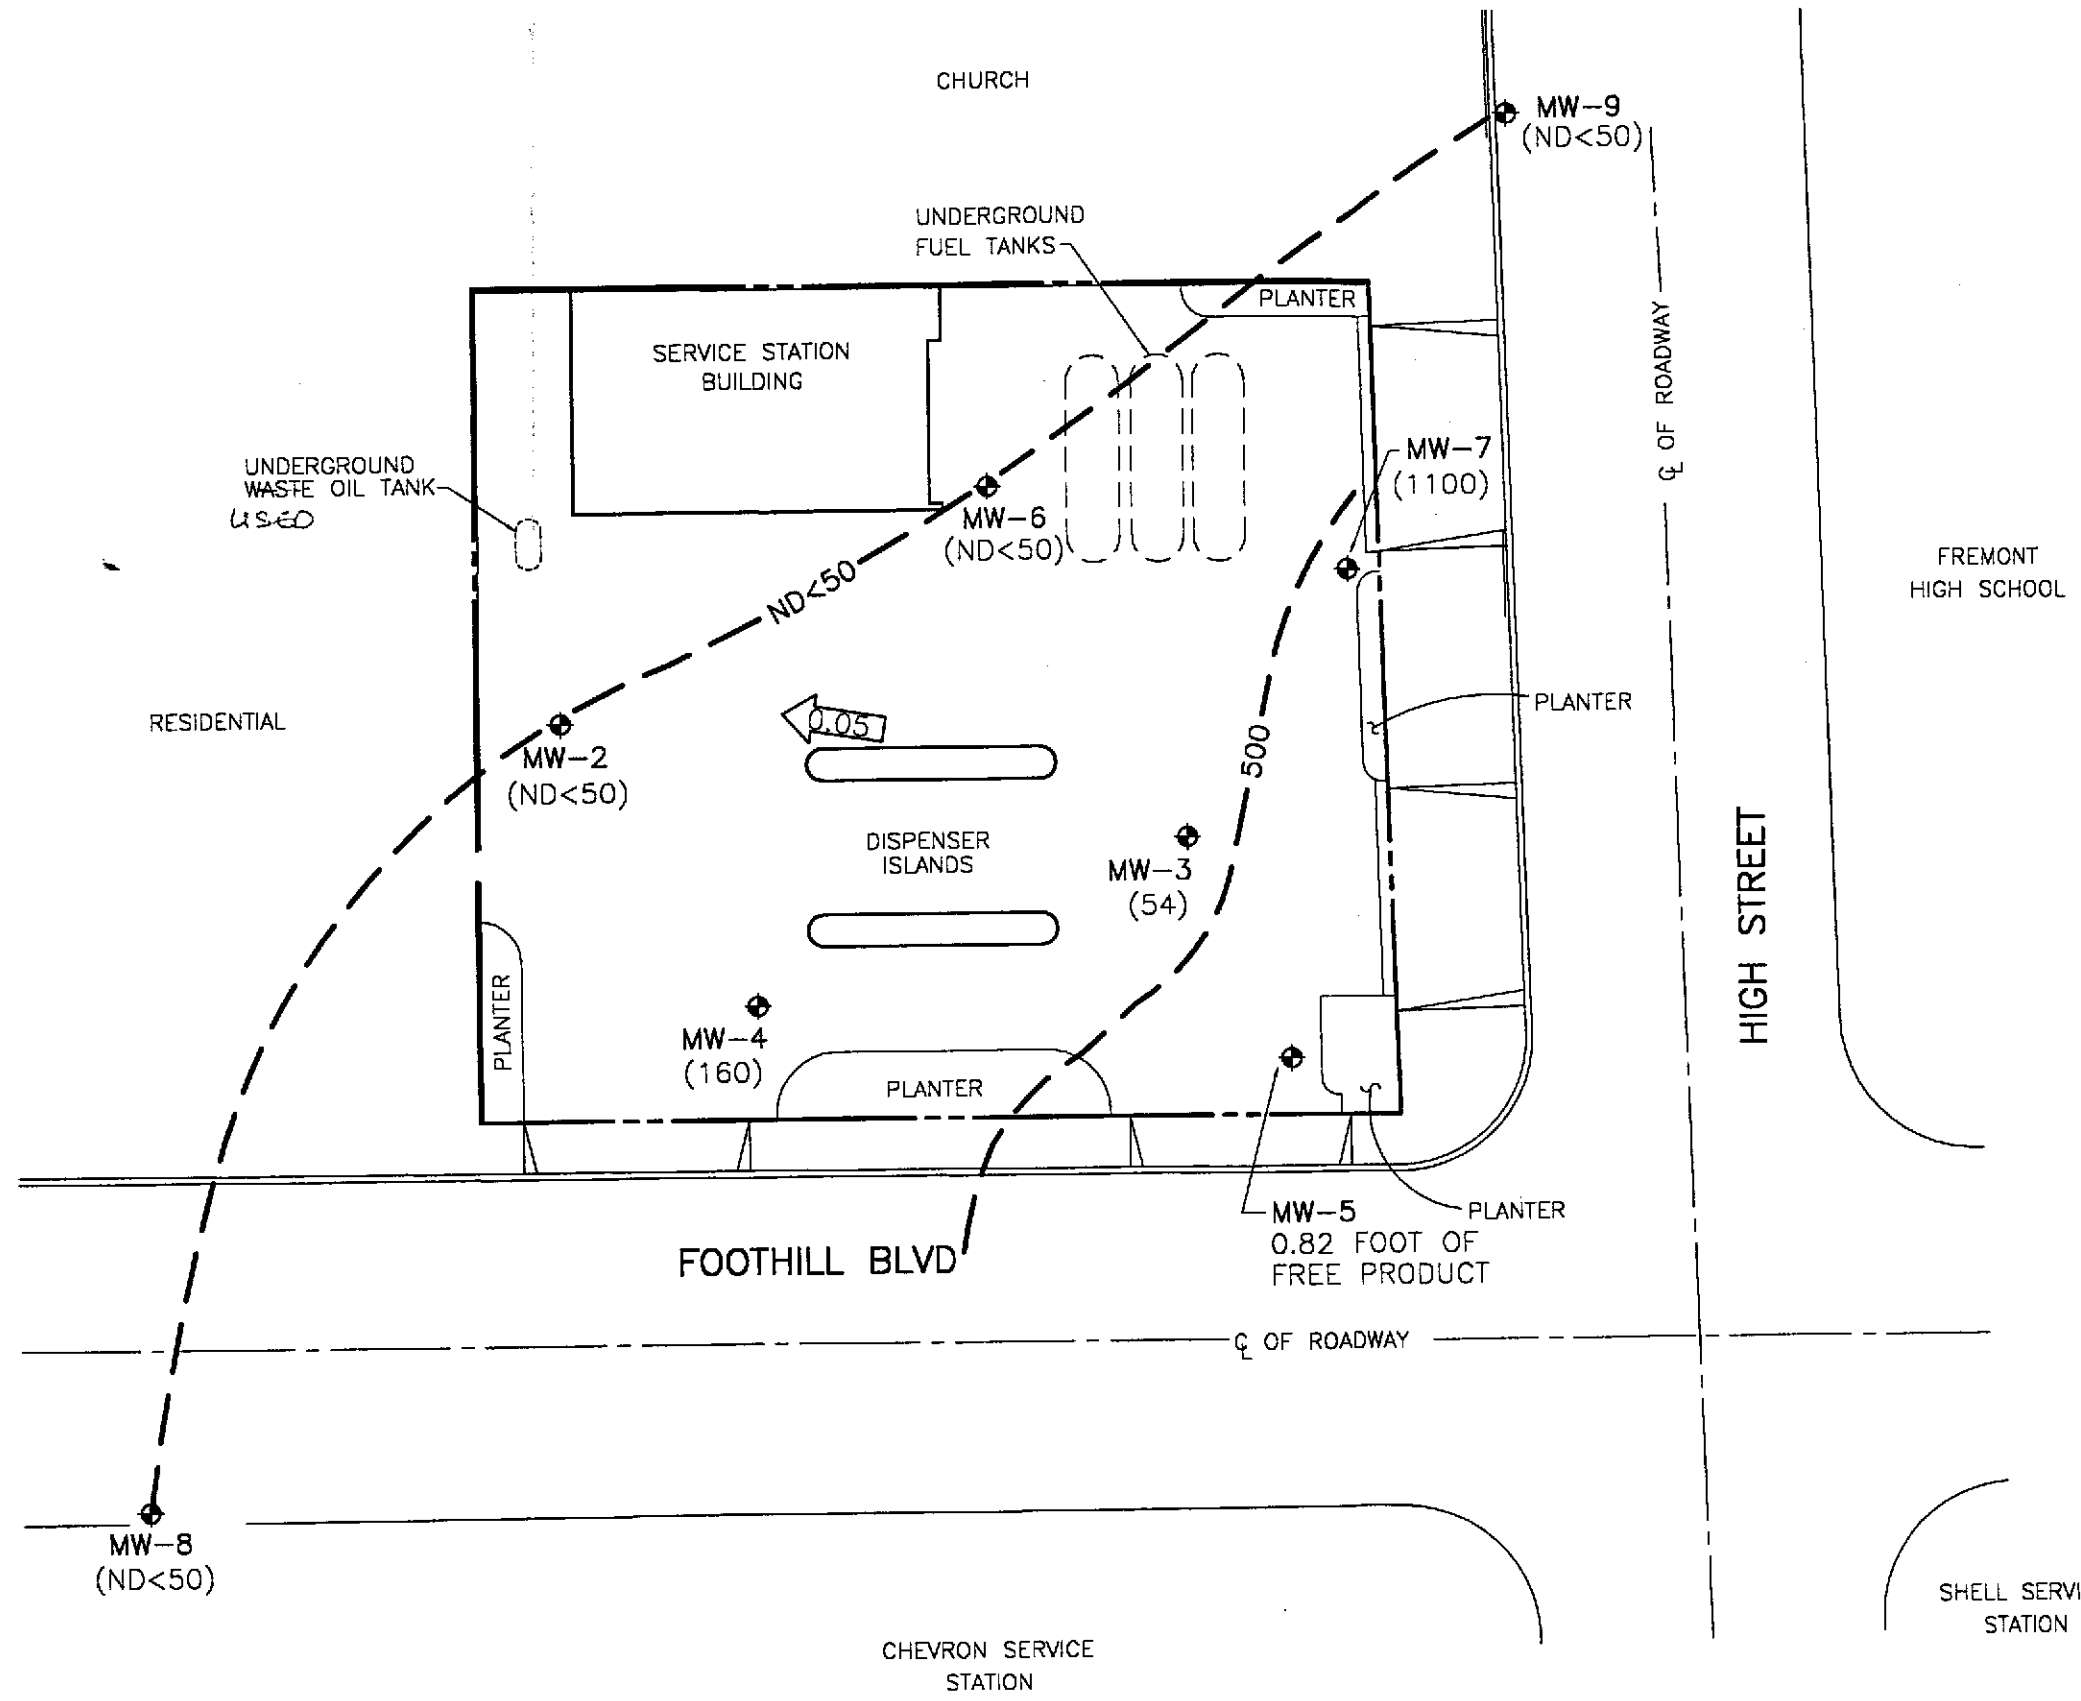 CHURCH
MW-9
(ND<50)
UNDERGROUND
FUEL TANKS
PLANTER
SERVICE STATION
BUILDING
℄ OF ROADWAY
MW-7
(1100)
UNDERGROUND
WASTE OIL TANK
USED
MW-6
(ND<50)
FREMONT
HIGH SCHOOL
ND<50
RESIDENTIAL
0.05
PLANTER
MW-2
(ND<50)
500
DISPENSER
ISLANDS
MW-3
(54)
HIGH STREET
PLANTER
MW-4
(160)
PLANTER
MW-5
0.82 FOOT OF
FREE PRODUCT
PLANTER
FOOTHILL BLVD
℄ OF ROADWAY
MW-8
(ND<50)
SHELL SERVI
STATION
CHEVRON SERVICE
STATION